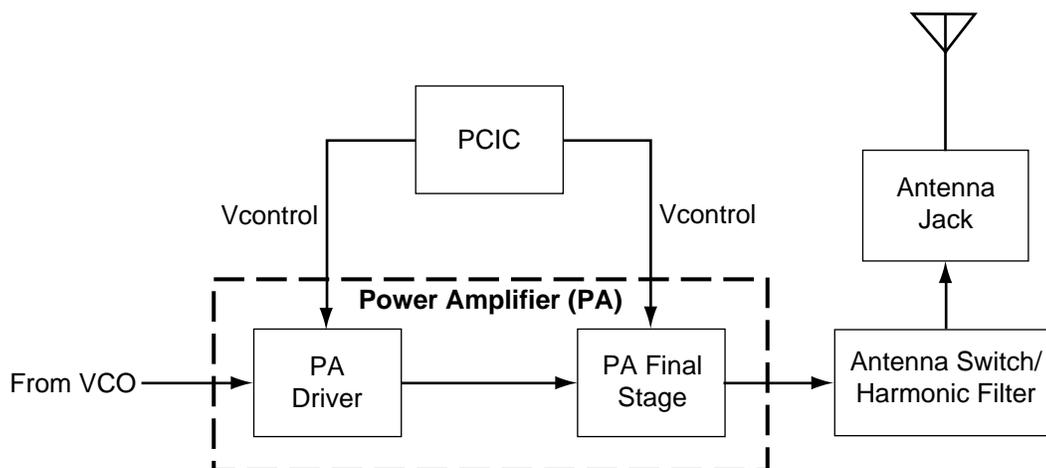 PCIC
Antenna
Jack
Vcontrol
Vcontrol
Power Amplifier (PA)
From VCO
PA
Driver
PA Final
Stage
Antenna Switch/
Harmonic Filter